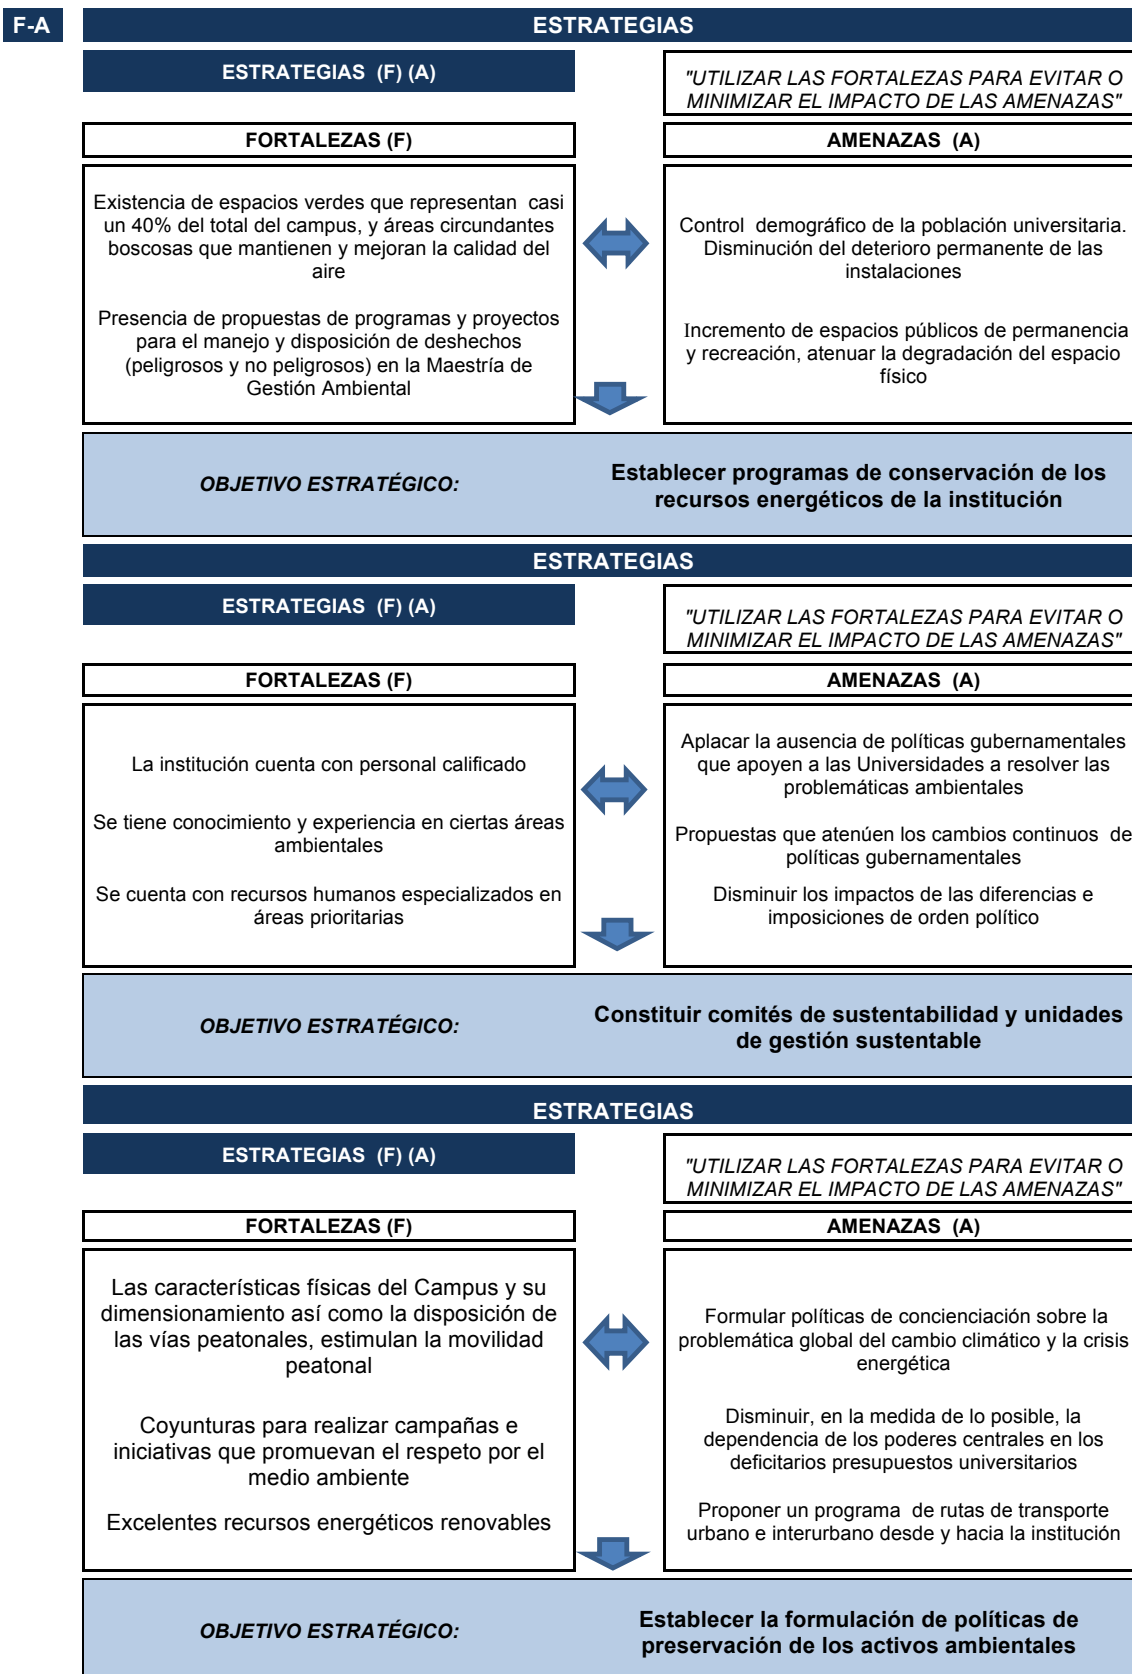 F-A
ESTRATEGIAS
ESTRATEGIAS (F) (A)
"UTILIZAR LAS FORTALEZAS PARA EVITAR O
MINIMIZAR EL IMPACTO DE LAS AMENAZAS"
FORTALEZAS (F)
AMENAZAS (A)
Existencia de espacios verdes que representan casi
un 40% del total del campus, y áreas circundantes
boscosas que mantienen y mejoran la calidad del
aire
Presencia de propuestas de programas y proyectos
para el manejo y disposición de deshechos
(peligrosos y no peligrosos) en la Maestría de
Gestión Ambiental
Control demográfico de la población universitaria.
Disminución del deterioro permanente de las
instalaciones
Incremento de espacios públicos de permanencia
y recreación, atenuar la degradación del espacio
físico
OBJETIVO ESTRATÉGICO:
Establecer programas de conservación de los
recursos energéticos de la institución
ESTRATEGIAS
ESTRATEGIAS (F) (A)
"UTILIZAR LAS FORTALEZAS PARA EVITAR O
MINIMIZAR EL IMPACTO DE LAS AMENAZAS"
FORTALEZAS (F)
AMENAZAS (A)
La institución cuenta con personal calificado
Se tiene conocimiento y experiencia en ciertas áreas
ambientales
Se cuenta con recursos humanos especializados en
áreas prioritarias
Aplacar la ausencia de políticas gubernamentales
que apoyen a las Universidades a resolver las
problemáticas ambientales
Propuestas que atenúen los cambios continuos de
políticas gubernamentales
Disminuir los impactos de las diferencias e
imposiciones de orden político
OBJETIVO ESTRATÉGICO:
Constituir comités de sustentabilidad y unidades
de gestión sustentable
ESTRATEGIAS
ESTRATEGIAS (F) (A)
"UTILIZAR LAS FORTALEZAS PARA EVITAR O
MINIMIZAR EL IMPACTO DE LAS AMENAZAS"
FORTALEZAS (F)
AMENAZAS (A)
Las características físicas del Campus y su
dimensionamiento así como la disposición de
las vías peatonales, estimulan la movilidad
peatonal
Coyunturas para realizar campañas e
iniciativas que promuevan el respeto por el
medio ambiente
Excelentes recursos energéticos renovables
Formular políticas de concienciación sobre la
problemática global del cambio climático y la crisis
energética
Disminuir, en la medida de lo posible, la
dependencia de los poderes centrales en los
deficitarios presupuestos universitarios
Proponer un programa de rutas de transporte
urbano e interurbano desde y hacia la institución
OBJETIVO ESTRATÉGICO:
Establecer la formulación de políticas de
preservación de los activos ambientales